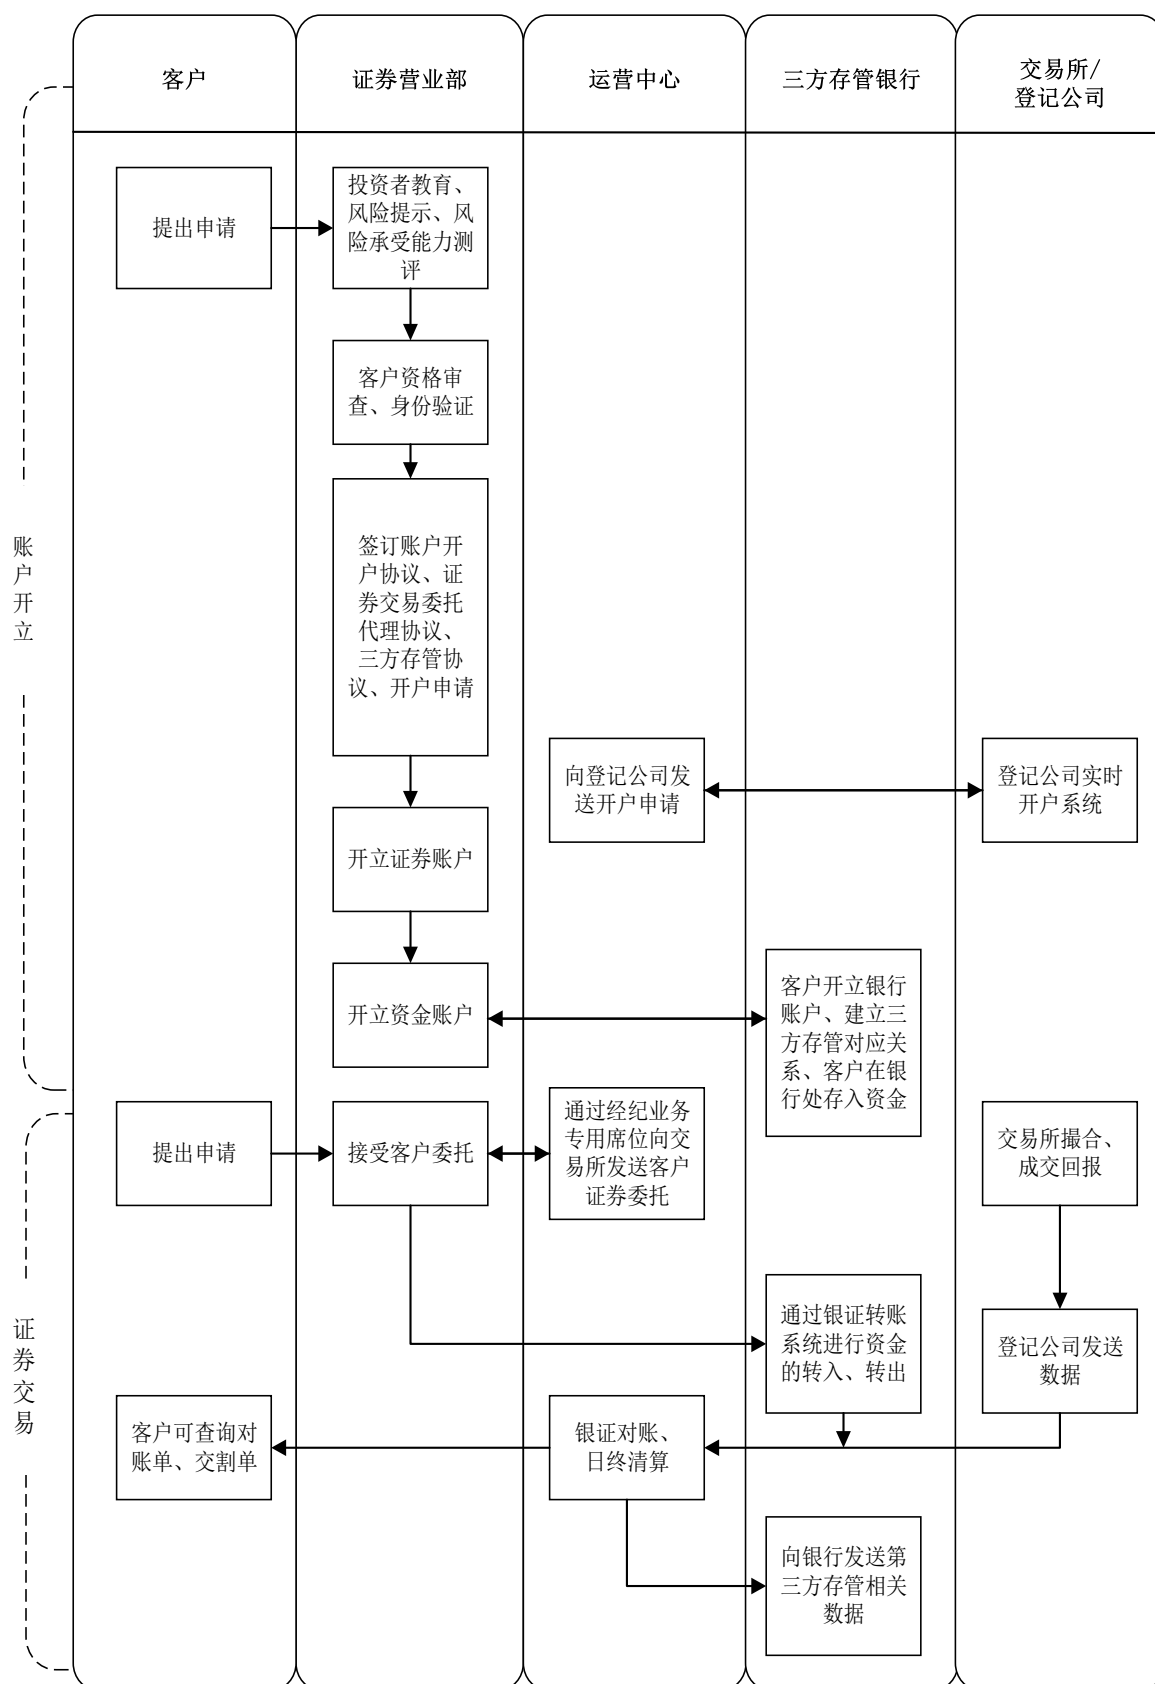 客户
证券营业部
运营中心
三方存管银行
交易所/
登记公司
账
户
开
立
提出申请
投资者教育、
风险提示、风
险承受能力测
评
客户资格审
查、身份验证
签订账户开
户协议、证
券交易委托
代理协议、
三方存管协
议、开户申请
向登记公司发
送开户申请
登记公司实时
开户系统
开立证券账户
开立资金账户
客户开立银行
账户、建立三
方存管对应关
系、客户在银
行处存入资金
证
券
交
易
提出申请
接受客户委托
通过经纪业务
专用席位向交
易所发送客户
证券委托
交易所撮合、
成交回报
通过银证转账
系统进行资金
的转入、转出
登记公司发送
数据
客户可查询对
账单、交割单
银证对账、
日终清算
向银行发送第
三方存管相关
数据